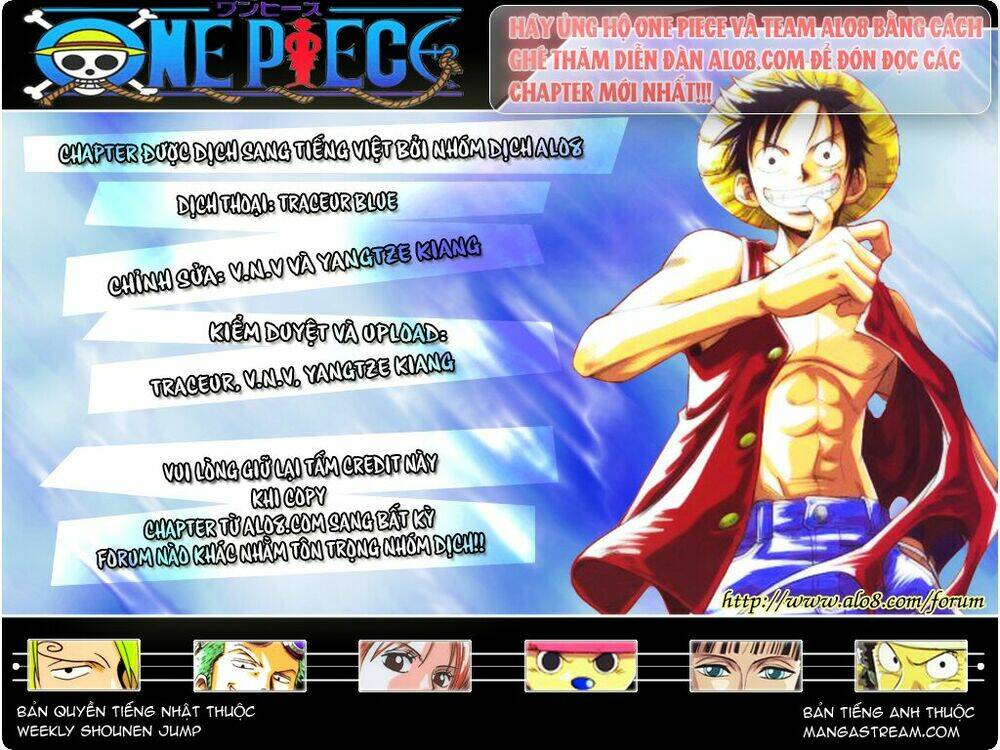 ワンピース
ONE PIECE
HÃY ỦNG HỘ ONE PIECE VÀ TEAM ALO8 BẰNG CÁCH
GHÉ THĂM DIỄN ĐÀN ALO8.COM ĐỂ ĐÓN ĐỌC CÁC
CHAPTER MỚI NHẤT!!!
CHAPTER ĐƯỢC DỊCH SANG TIẾNG VIỆT BỞI NHÓM DỊCH ALO8
DỊCH THOẠI: TRACEUR BLUE
CHỈNH SỬA: V.N.V VÀ YANGTZE KIANG
KIỂM DUYỆT VÀ UPLOAD:
TRACEUR, V.N.V, YANGTZE KIANG
VUI LÒNG GIỮ LẠI TẤM CREDIT NÀY
KHI COPY
CHAPTER TỪ ALO8.COM SANG BẤT KỲ
FORUM NÀO KHÁC NHẰM TÔN TRỌNG NHÓM DỊCH!!
http://www.alo8.com/forum
BẢN QUYỀN TIẾNG NHẬT THUỘC
WEEKLY SHOUNEN JUMP
BẢN TIẾNG ANH THUỘC
MANGASTREAM.COM